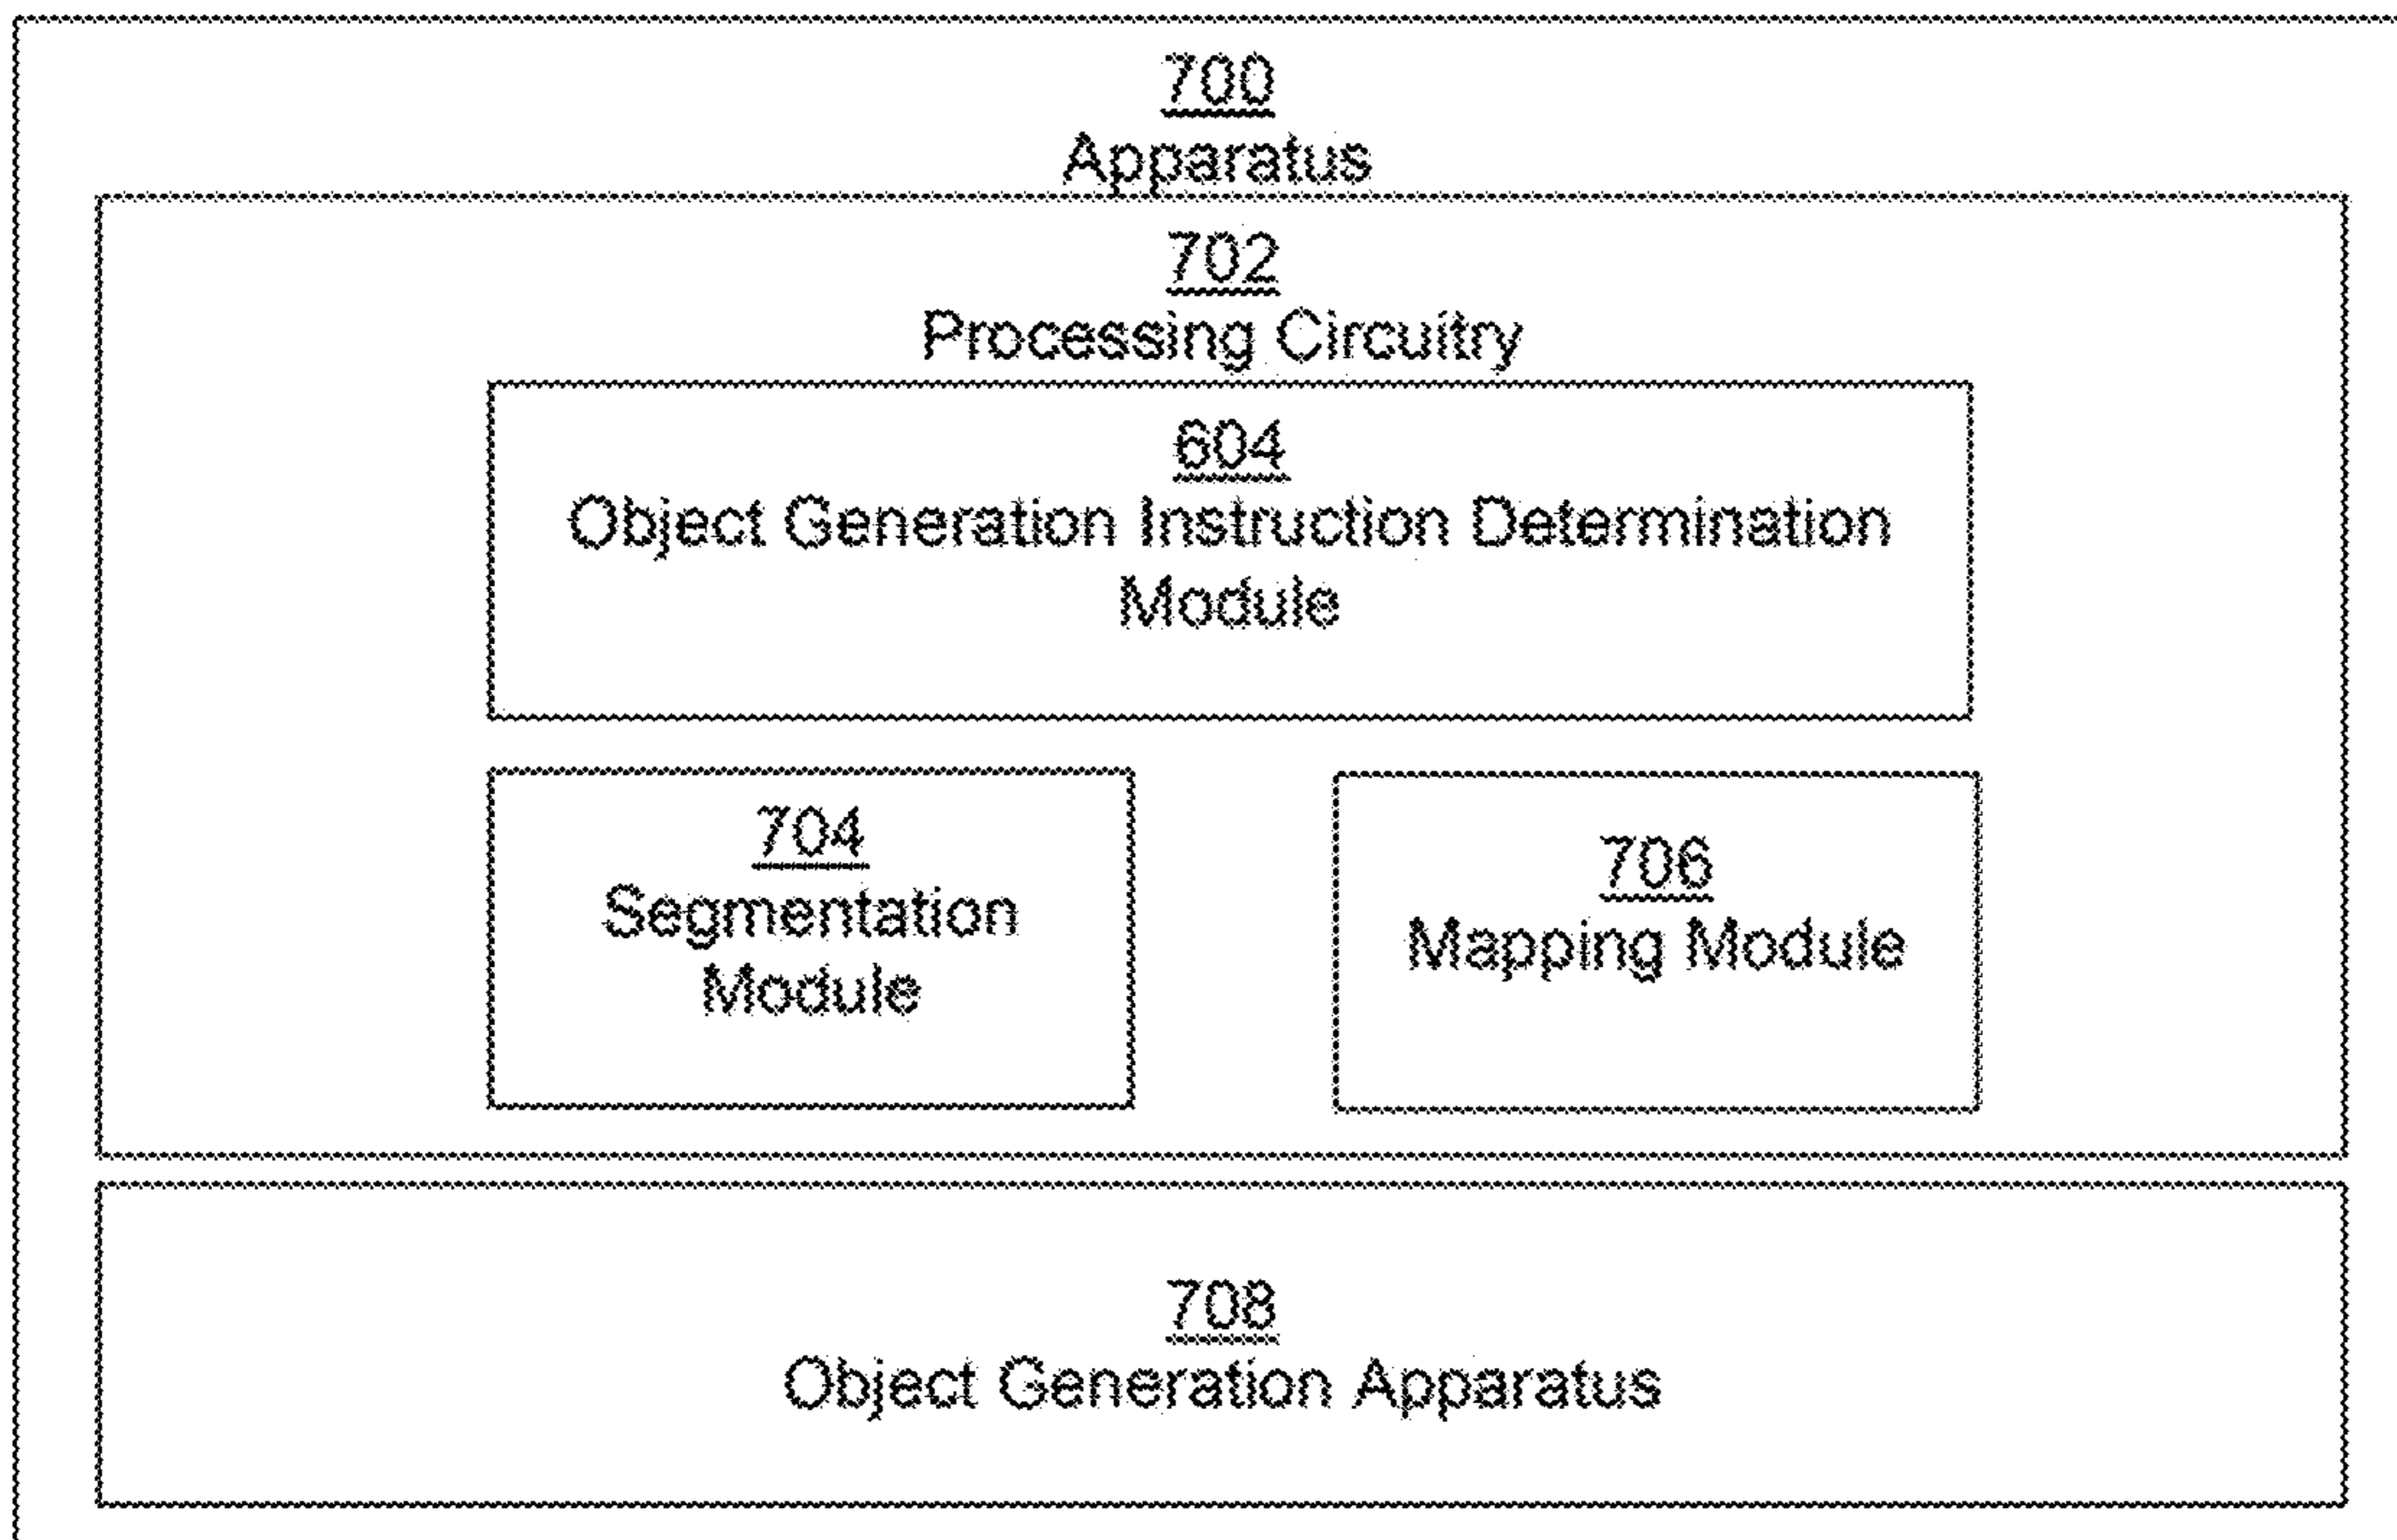 700
Apparatus
702
Processing Circuitry
604
Object Generation Instruction Determination
Module
704
Segmentation
Module
706
Mapping Module
708
Object Generation Apparatus